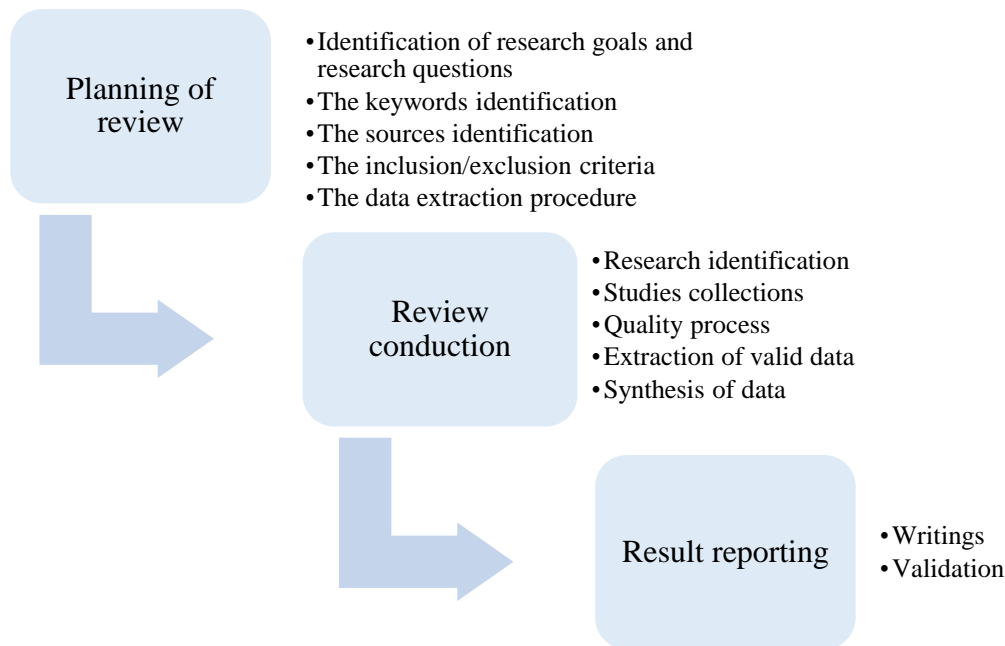 Planning of
review
•Identification of research goals and
research questions
•The keywords identification
•The sources identification
•The inclusion/exclusion criteria
•The data extraction procedure
Review
conduction
•Research identification
•Studies collections
•Quality process
•Extraction of valid data
•Synthesis of data
Result reporting
•Writings
•Validation